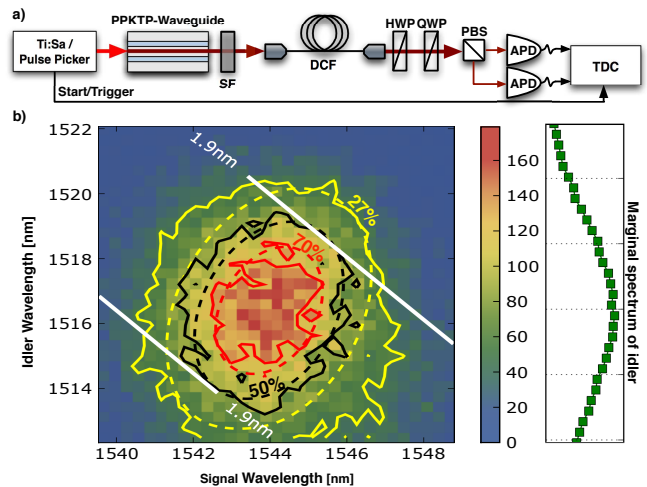 a)
Ti:Sa /
Pulse Picker
PPKTP-Waveguide
SF
DCF
HWP QWP
PBS
APD
APD
TDC
Start/Trigger
b)
1522
1520
1518
1516
1514
Idler Wavelength [nm]
1540
1542
1544
1546
1548
Signal Wavelength [nm]
1.9nm
1.9nm
27%
70%
50%
160
140
120
100
80
60
40
20
0
Marginal spectrum of idler